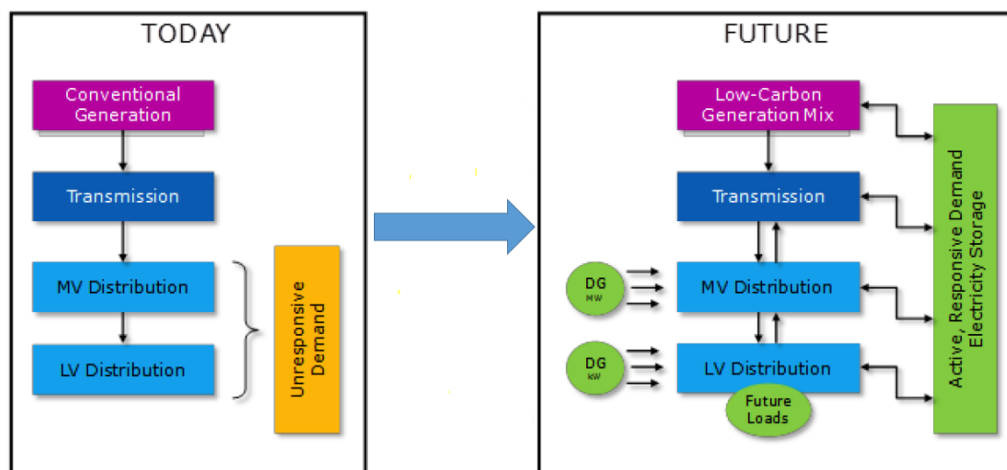 TODAY
Conventional
Generation
Transmission
MV Distribution
LV Distribution
Unresponsive
Demand
FUTURE
Low-Carbon
Generation Mix
Transmission
DG
MW
MV Distribution
DG
kW
LV Distribution
Future
Loads
Active, Responsive Demand
Electricity Storage